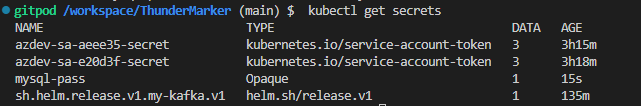 gitpod /workspace/ThunderMarker (main) $ kubectl get secrets
NAME TYPE DATA AGE
azdev-sa-aeee35-secret kubernetes.io/service-account-token 3 3h15m
azdev-sa-e20d3f-secret kubernetes.io/service-account-token 3 3h18m
mysql-pass Opaque 1 15s
sh.helm.release.v1.my-kafka.v1 helm.sh/release.v1 1 135m